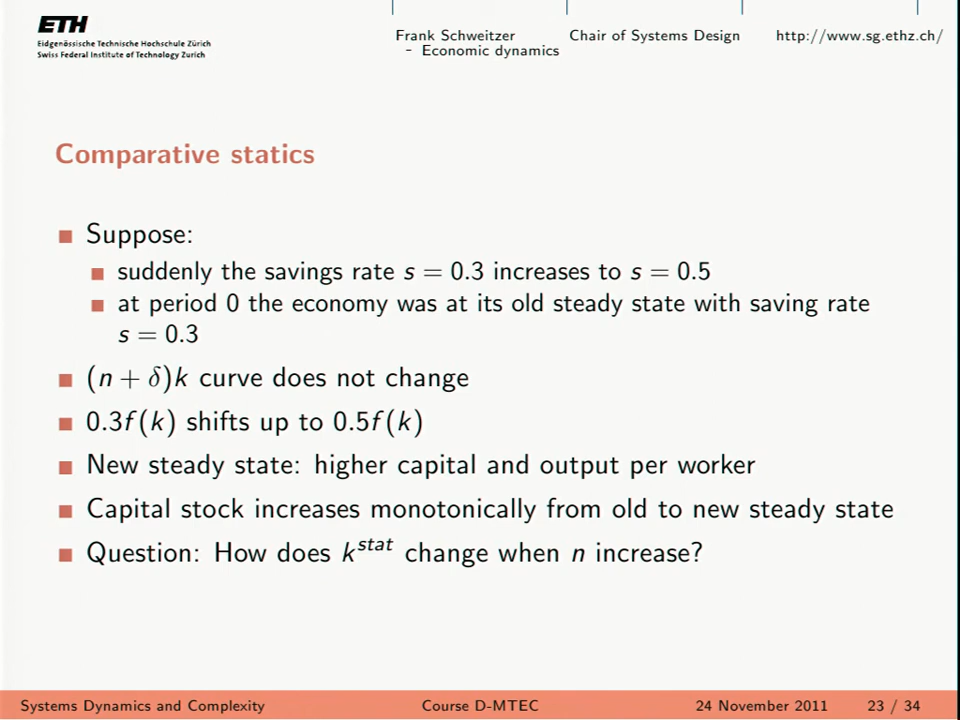 ETH
Eidgenössische Technische Hochschule Zürich
Swiss Federal Institute of Technology Zurich
Frank Schweitzer
- Economic dynamics
Chair of Systems Design
http://www.sg.ethz.ch/
Comparative statics
Suppose:
suddenly the savings rate s = 0.3 increases to s = 0.5
at period 0 the economy was at its old steady state with saving rate
s = 0.3
(n + δ)k curve does not change
0.3f(k) shifts up to 0.5f(k)
New steady state: higher capital and output per worker
Capital stock increases monotonically from old to new steady state
Question: How does k^stat change when n increase?
Systems Dynamics and Complexity
Course D-MTEC
24 November 2011
23 / 34